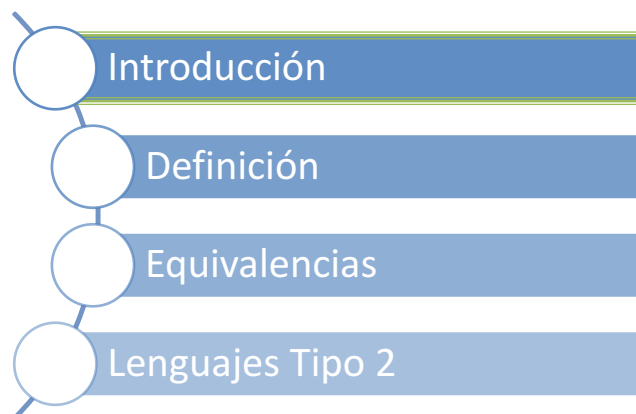 Introducción
Definición
Equivalencias
Lenguajes Tipo 2